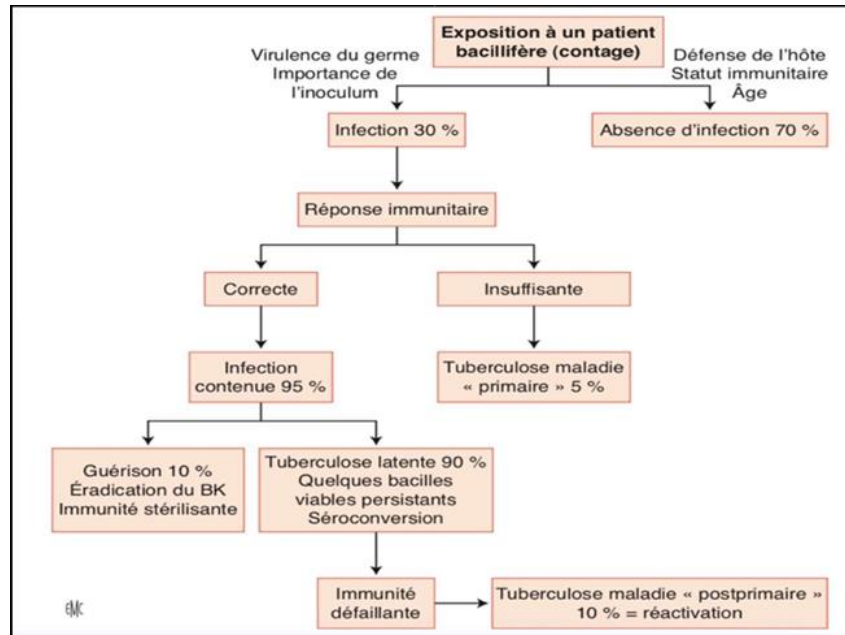 Exposition à un patient
bacillifère (contage)
Virulence du germe
Importance de
l'inoculum
Défense de l'hôte
Statut immunitaire
Âge
Infection 30 %
Absence d'infection 70 %
Réponse immunitaire
Correcte
Insuffisante
Infection
contenue 95 %
Tuberculose maladie
« primaire » 5 %
Guérison 10 %
Éradication du BK
Immunité stérilisante
Tuberculose latente 90 %
Quelques bacilles
viables persistants
Séroconversion
Immunité
défaillante
Tuberculose maladie « postprimaire »
10 % = réactivation
EMC